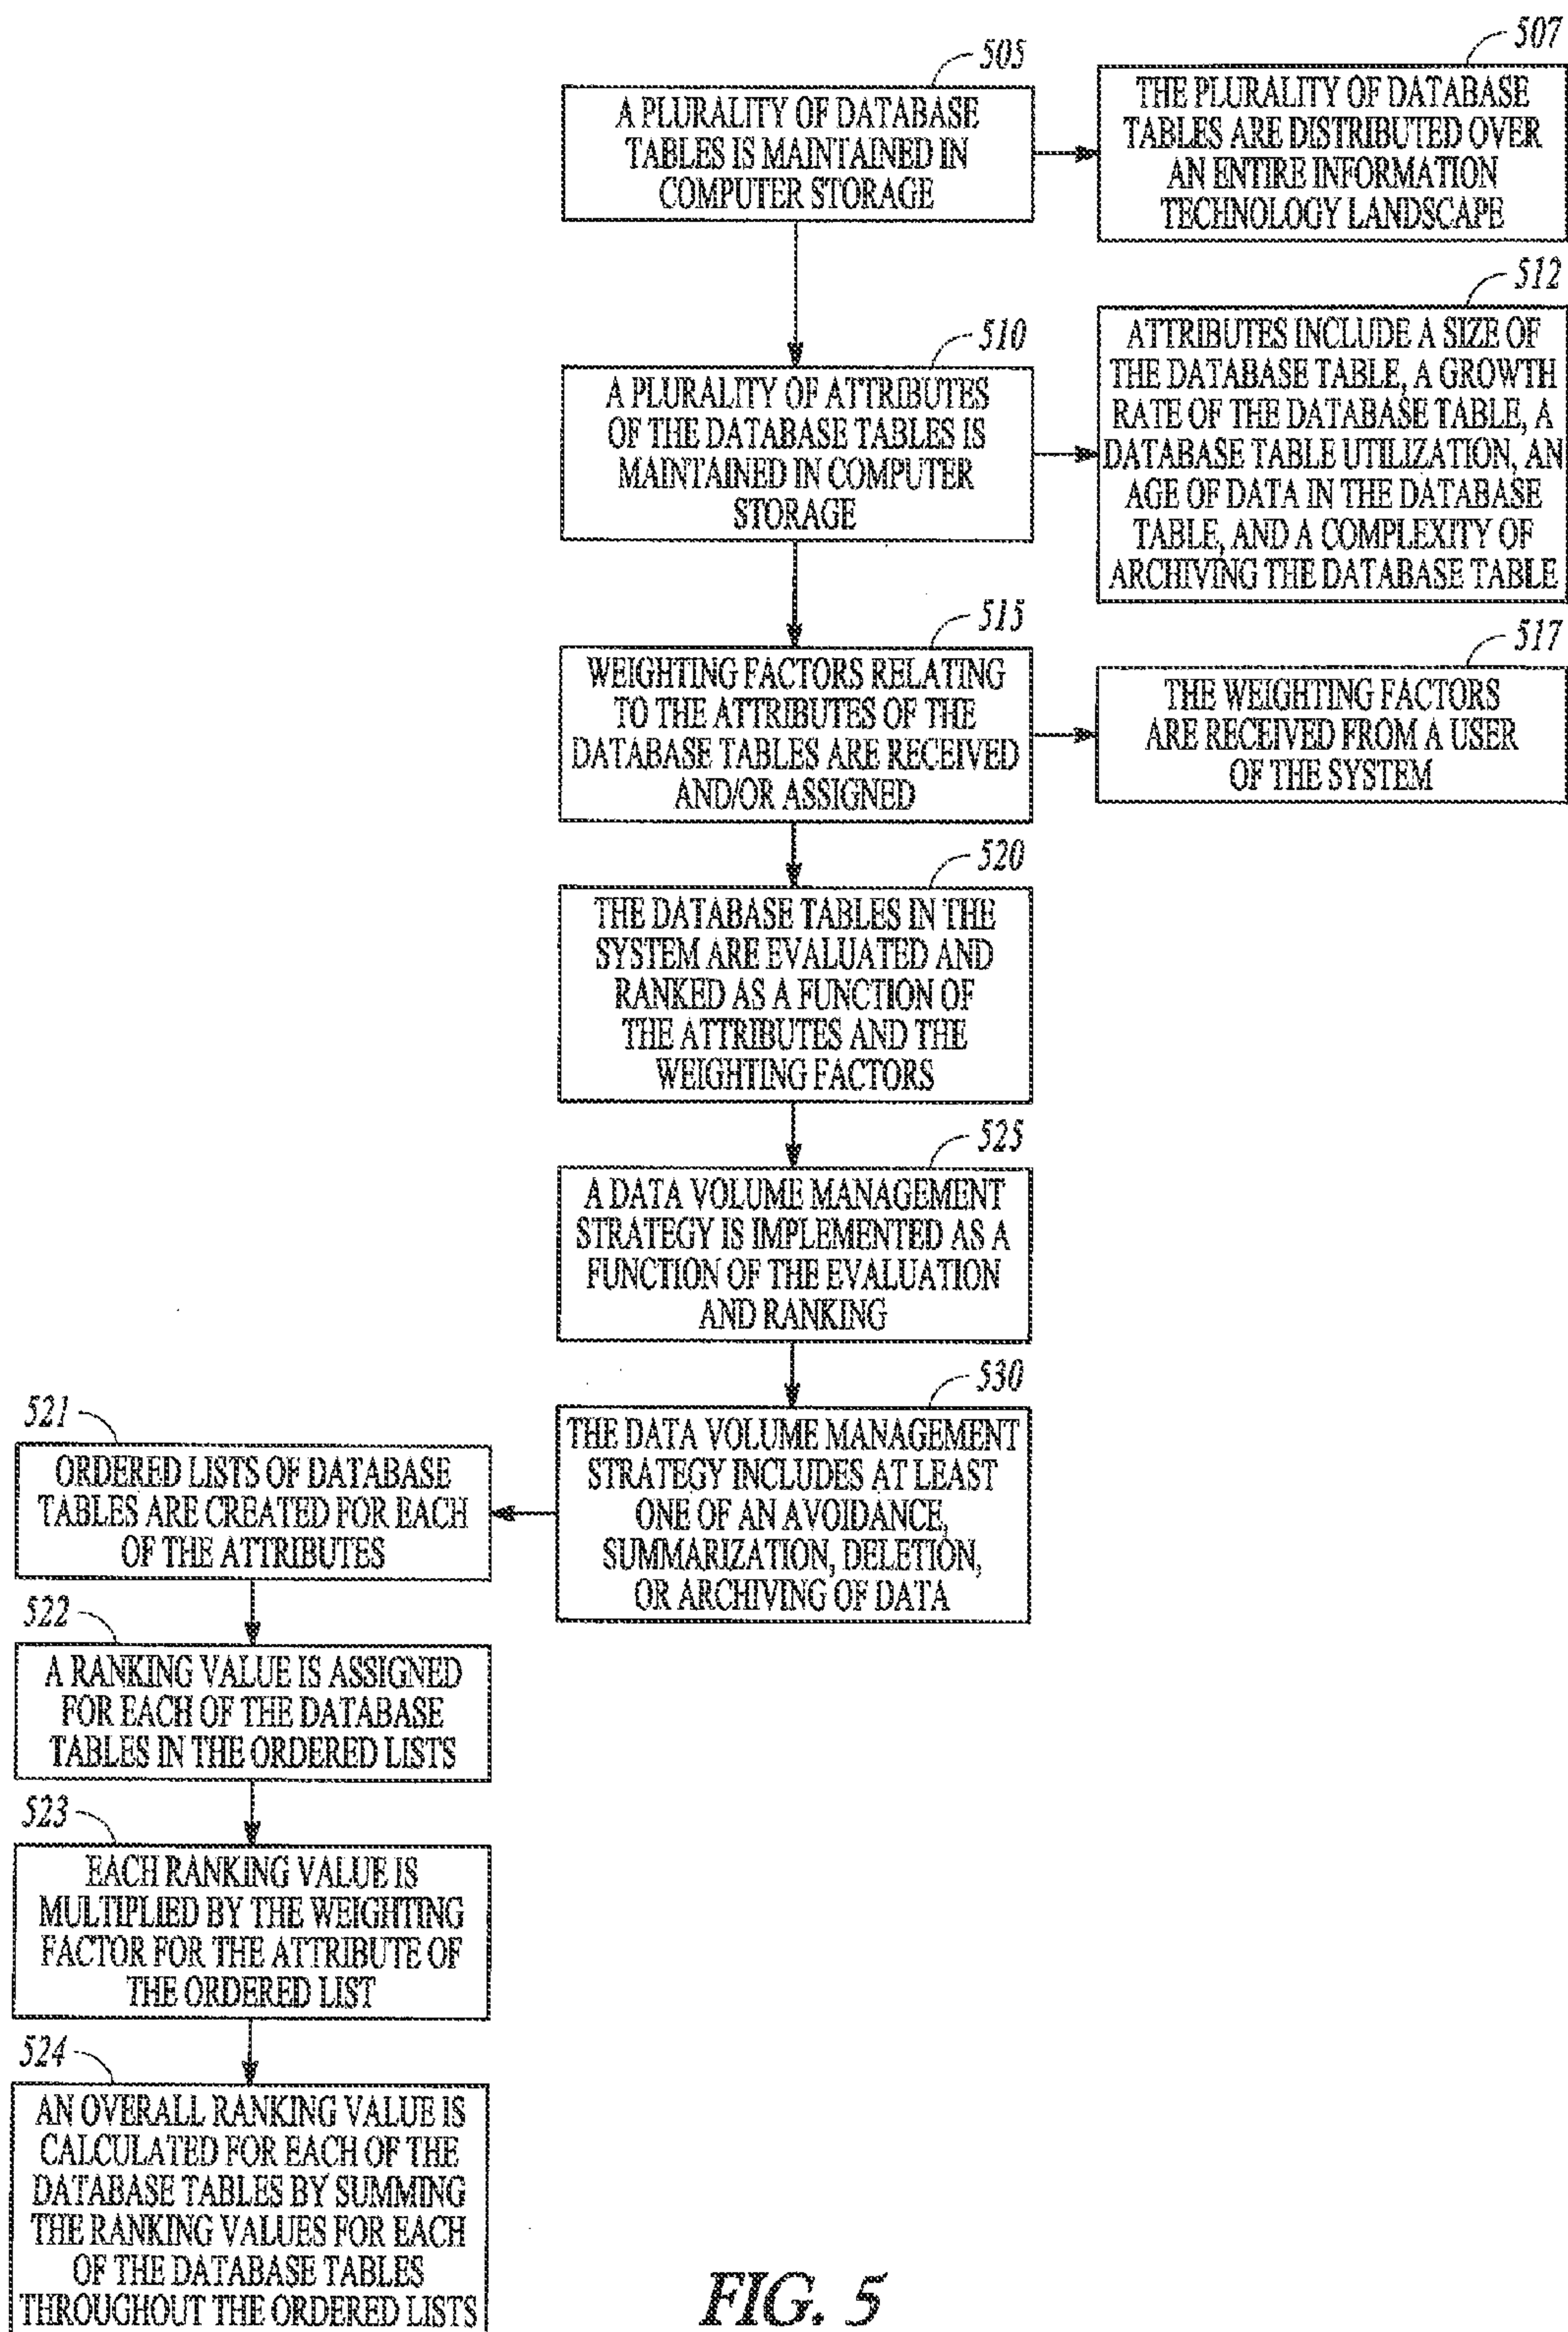 505
A PLURALITY OF DATABASE
TABLES IS MAINTAINED IN
COMPUTER STORAGE
507
THE PLURALITY OF DATABASE
TABLES ARE DISTRIBUTED OVER
AN ENTIRE INFORMATION
TECHNOLOGY LANDSCAPE
510
A PLURALITY OF ATTRIBUTES
OF THE DATABASE TABLES IS
MAINTAINED IN COMPUTER
STORAGE
512
ATTRIBUTES INCLUDE A SIZE OF
THE DATABASE TABLE, A GROWTH
RATE OF THE DATABASE TABLE, A
DATABASE TABLE UTILIZATION, AN
AGE OF DATA IN THE DATABASE
TABLE, AND A COMPLEXITY OF
ARCHIVING THE DATABASE TABLE
515
WEIGHTING FACTORS RELATING
TO THE ATTRIBUTES OF THE
DATABASE TABLES ARE RECEIVED
AND/OR ASSIGNED
517
THE WEIGHTING FACTORS
ARE RECEIVED FROM A USER
OF THE SYSTEM
520
THE DATABASE TABLES IN THE
SYSTEM ARE EVALUATED AND
RANKED AS A FUNCTION OF
THE ATTRIBUTES AND THE
WEIGHTING FACTORS
525
A DATA VOLUME MANAGEMENT
STRATEGY IS IMPLEMENTED AS A
FUNCTION OF THE EVALUATION
AND RANKING
530
THE DATA VOLUME MANAGEMENT
STRATEGY INCLUDES AT LEAST
ONE OF AN AVOIDANCE,
SUMMARIZATION, DELETION,
OR ARCHIVING OF DATA
521
ORDERED LISTS OF DATABASE
TABLES ARE CREATED FOR EACH
OF THE ATTRIBUTES
522
A RANKING VALUE IS ASSIGNED
FOR EACH OF THE DATABASE
TABLES IN THE ORDERED LISTS
523
EACH RANKING VALUE IS
MULTIPLIED BY THE WEIGHTING
FACTOR FOR THE ATTRIBUTE OF
THE ORDERED LIST
524
AN OVERALL RANKING VALUE IS
CALCULATED FOR EACH OF THE
DATABASE TABLES BY SUMMING
THE RANKING VALUES FOR EACH
OF THE DATABASE TABLES
THROUGHOUT THE ORDERED LISTS
FIG. 5